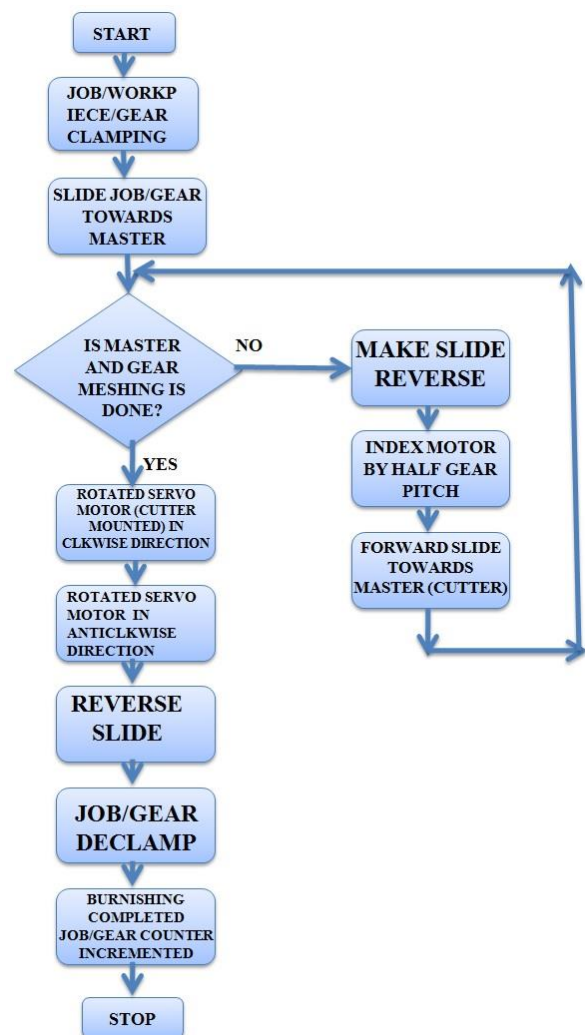 START
JOB/WORKP
IECE/GEAR
CLAMPING
SLIDE JOB/GEAR
TOWARDS
MASTER
IS MASTER
AND GEAR
MESHING IS
DONE?
NO
MAKE SLIDE
REVERSE
INDEX MOTOR
BY HALF GEAR
PITCH
FORWARD SLIDE
TOWARDS
MASTER (CUTTER)
YES
ROTATED SERVO
MOTOR (CUTTER
MOUNTED) IN
CLKWISE DIRECTION
ROTATED SERVO
MOTOR IN
ANTICLKWISE
DIRECTION
REVERSE
SLIDE
JOB/GEAR
DECLAMP
BURNISHING
COMPLETED
JOB/GEAR COUNTER
INCREMENTED
STOP